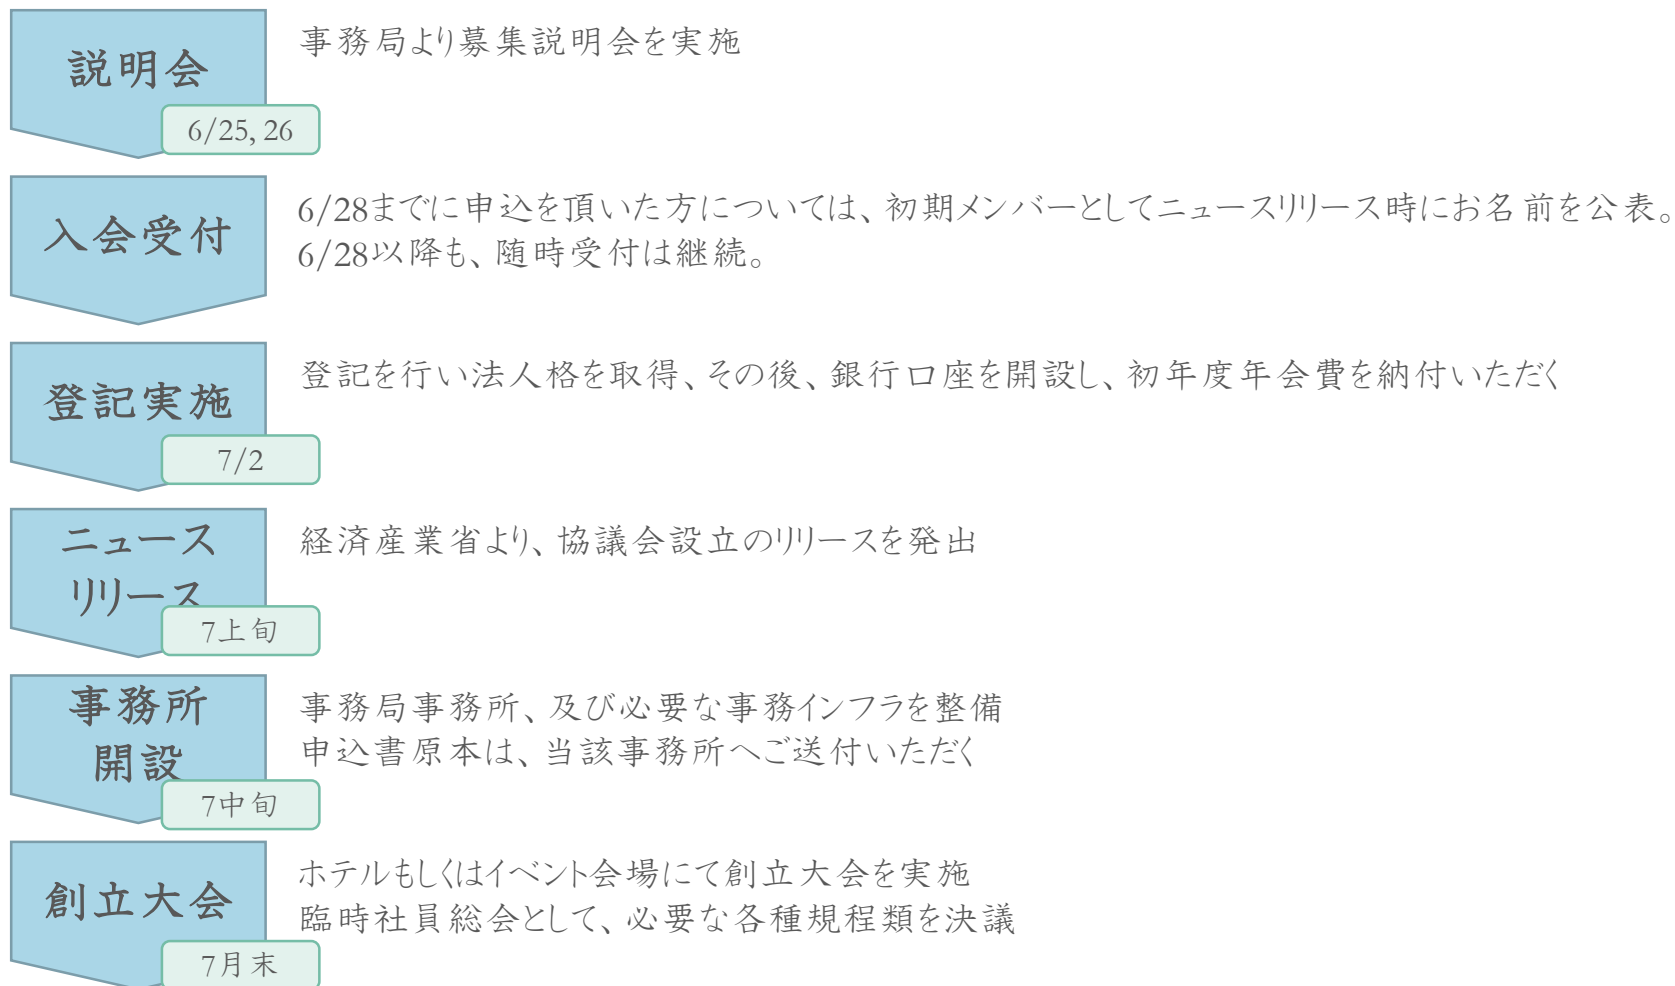 説明会
6/25, 26
事務局より募集説明会を実施
入会受付
6/28までに申込を頂いた方については、初期メンバーとしてニュースリリース時にお名前を公表。
6/28以降も、随時受付は継続。
登記実施
7/2
登記を行い法人格を取得、その後、銀行口座を開設し、初年度年会費を納付いただく
ニュース
リリース
7上旬
経済産業省より、協議会設立のリリースを発出
事務所
開設
7中旬
事務局事務所、及び必要な事務インフラを整備
申込書原本は、当該事務所へご送付いただく
創立大会
7月末
ホテルもしくはイベント会場にて創立大会を実施
臨時社員総会として、必要な各種規程類を決議